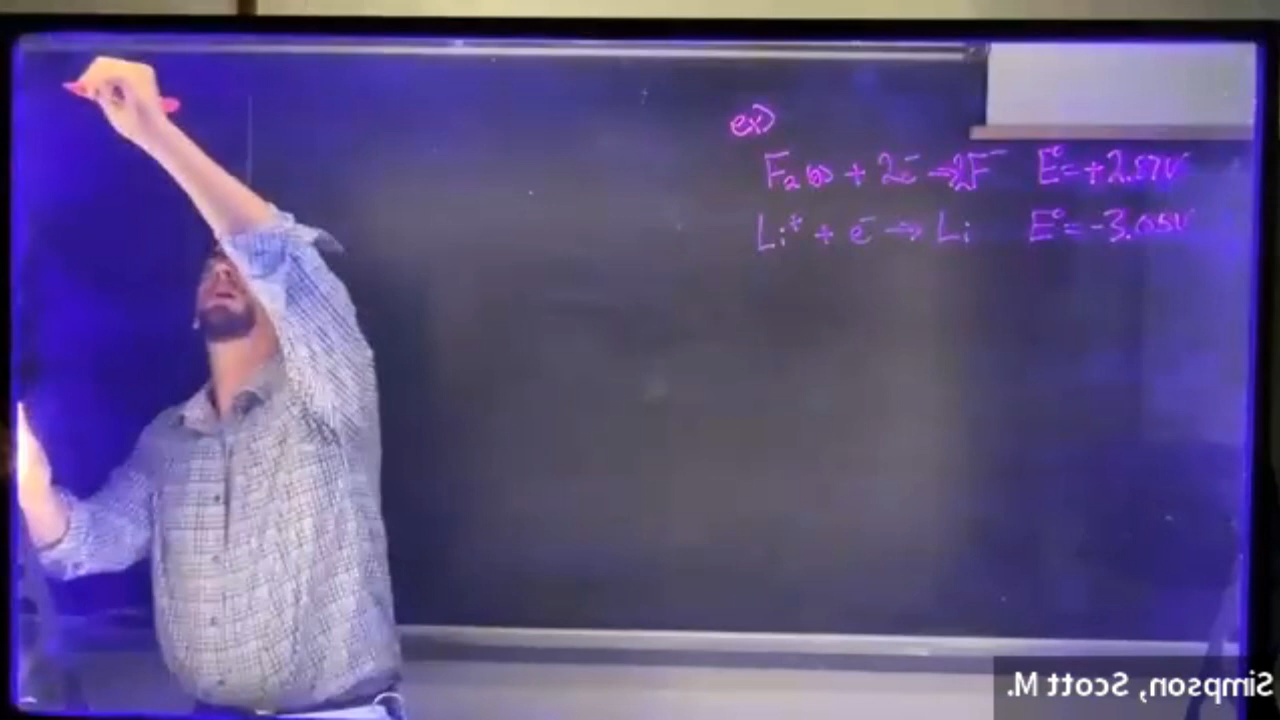 ex)
F₂(g) + 2e⁻ → 2F⁻ E° = +2.87V
Li⁺ + e⁻ → Li E° = -3.05V
Simpson, Scott M.